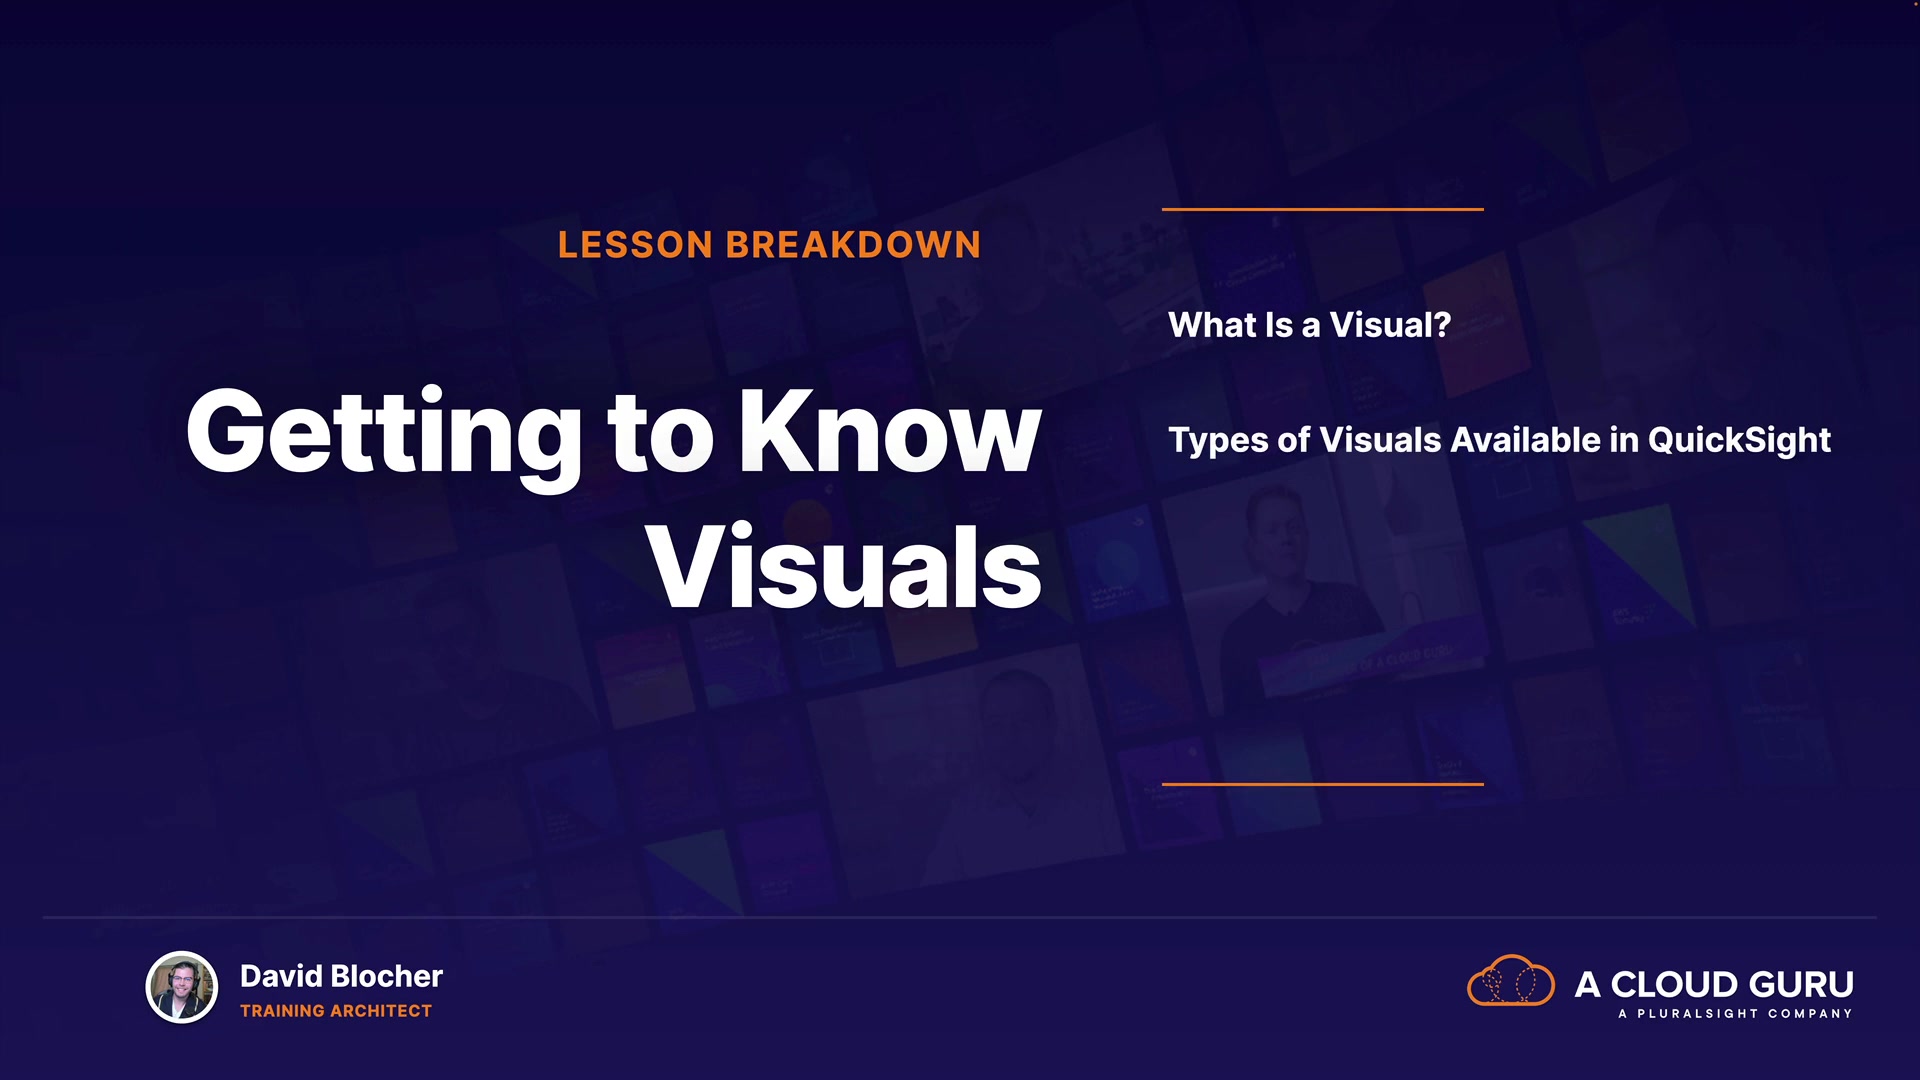 LESSON BREAKDOWN
Getting to Know
Visuals
What Is a Visual?
Types of Visuals Available in QuickSight
David Blocher
TRAINING ARCHITECT
A CLOUD GURU
A PLURALSIGHT COMPANY